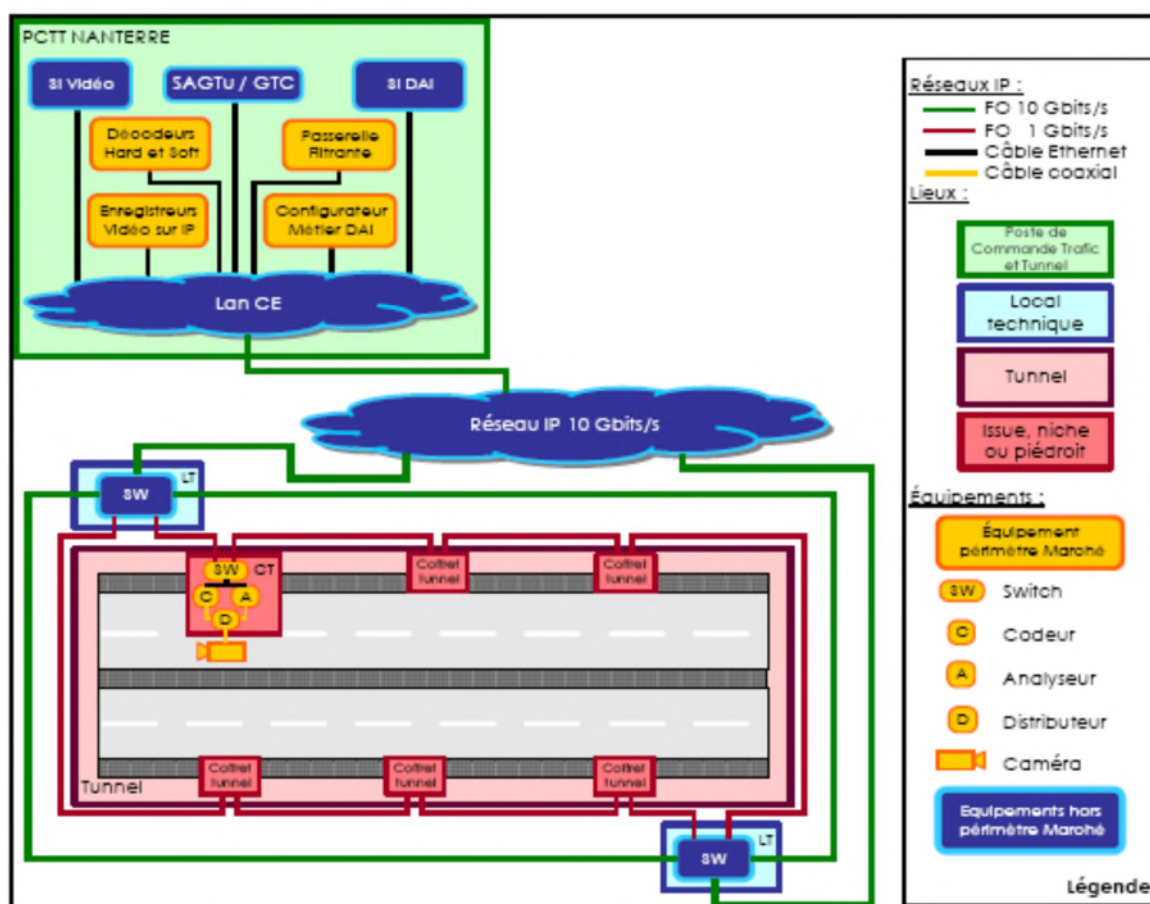 PCTT NANTERRE
SI Vidéo
SAGTu / GTC
SI DAI
Décodeurs
Hard et Soft
Passerelle
Filtrante
Enregistreurs
Vidéo sur IP
Configurateur
Métier DAI
Lan CE
Réseau IP 10 Gbits/s
LT
SW
SW
CT
C
A
D
Coffret
tunnel
Coffret
tunnel
Coffret
tunnel
Coffret
tunnel
Coffret
tunnel
Tunnel
LT
SW
Réseaux IP :
FO 10 Gbits/s
FO 1 Gbits/s
Câble Ethernet
Câble coaxial
Lieux :
Poste de
Commande Trafic
et Tunnel
Local
technique
Tunnel
Issue, niche
ou piédroit
Équipements :
Équipement
périmètre Marché
SW
Switch
C
Codeur
A
Analyseur
D
Distributeur
Caméra
Equipements hors
périmètre Marché
Légende